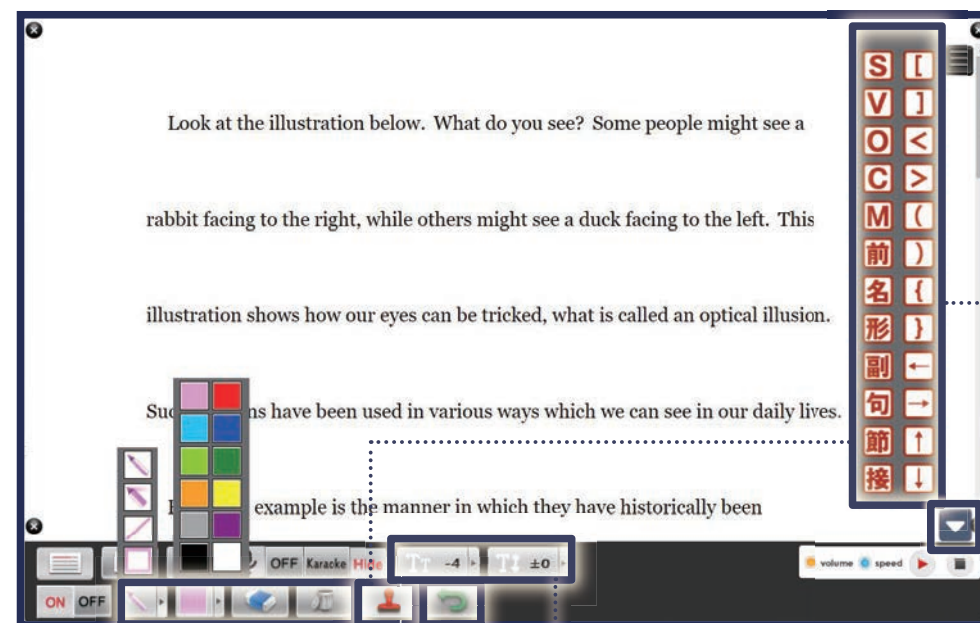 Look at the illustration below. What do you see? Some people might see a
rabbit facing to the right, while others might see a duck facing to the left. This
illustration shows how our eyes can be tricked, what is called an optical illusion.
have been used in various ways which we can see in our daily lives.
example is the manner in which they have historically been
S [
V ]
O <
C >
M (
前 )
名 {
形 }
副 ←
句 →
節 ↑
接 ↓
OFF Karaoke Hide TT -4 T ±0
volume speed
ON OFF